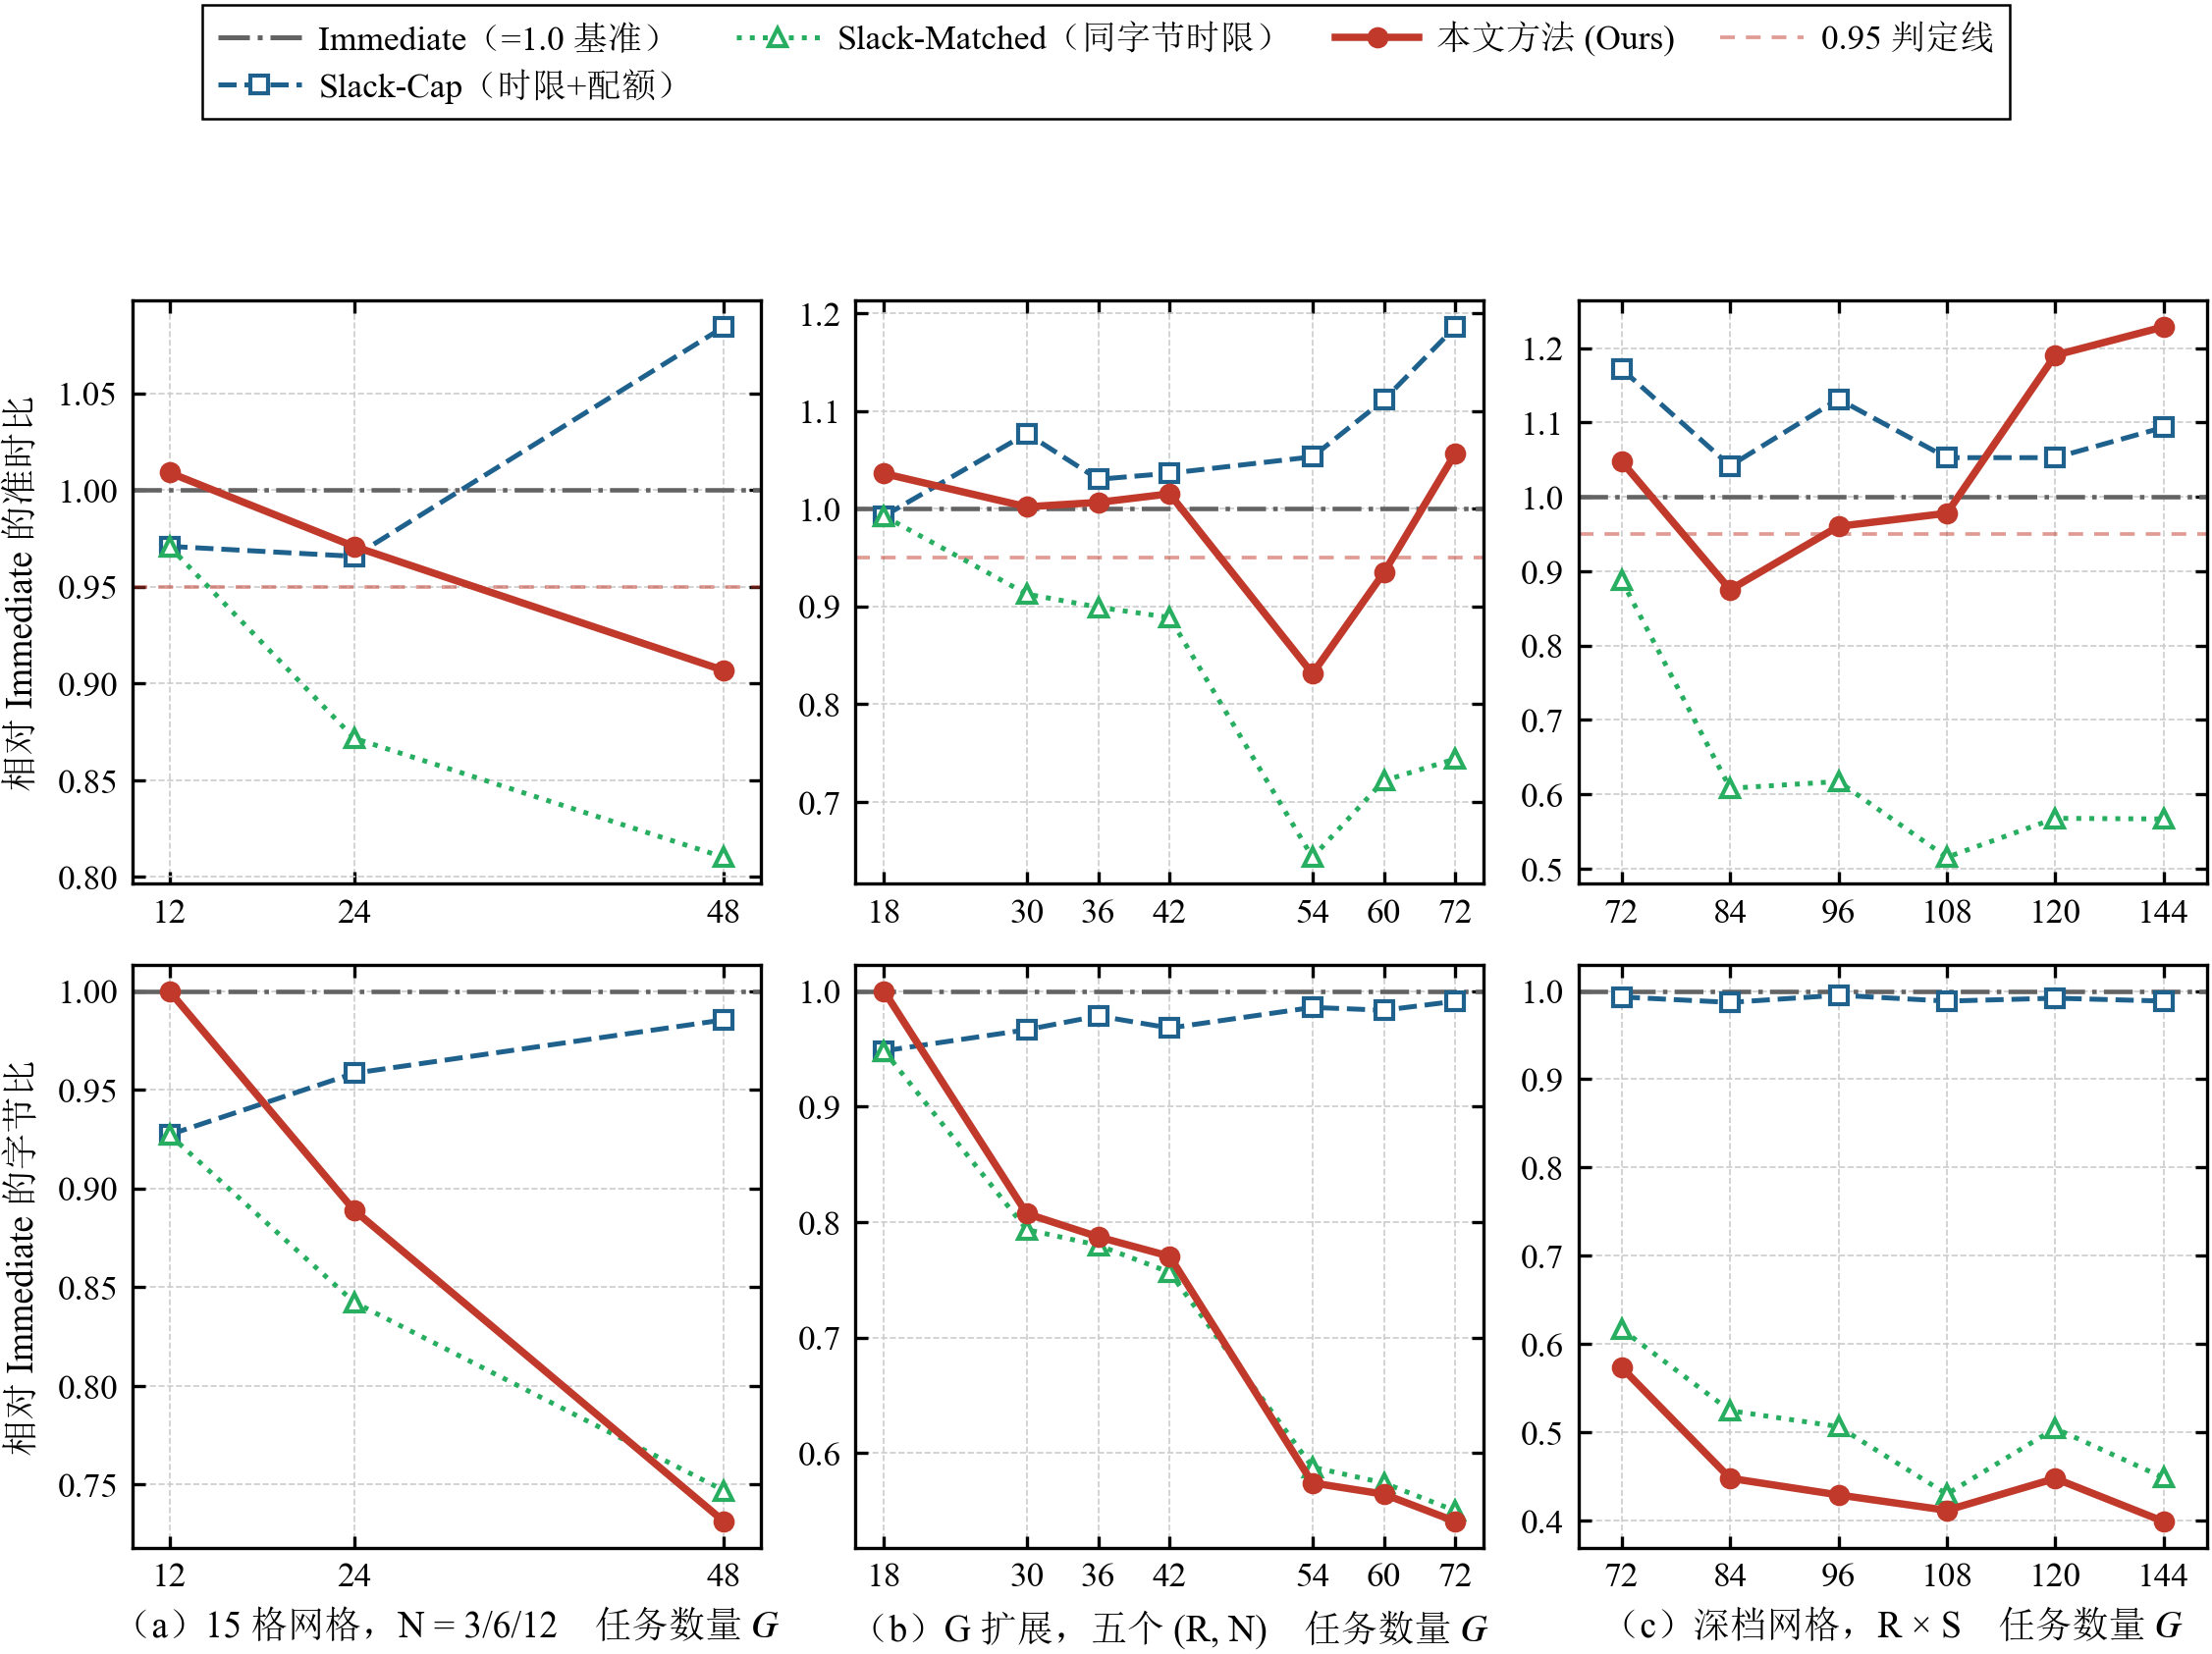 Immediate（=1.0 基准）
Slack-Matched（同字节时限）
本文方法 (Ours)
0.95 判定线
Slack-Cap（时限+配额）
相对 Immediate 的准时比
1.05
1.00
0.95
0.90
0.85
0.80
12 24 48
1.2
1.1
1.0
0.9
0.8
0.7
18 30 36 42 54 60 72
1.2
1.1
1.0
0.9
0.8
0.7
0.6
0.5
72 84 96 108 120 144
相对 Immediate 的字节比
1.00
0.95
0.90
0.85
0.80
0.75
12 24 48
（a）15 格网格，N = 3/6/12 任务数量 G
1.0
0.9
0.8
0.7
0.6
18 30 36 42 54 60 72
（b）G 扩展，五个 (R, N) 任务数量 G
1.0
0.9
0.8
0.7
0.6
0.5
0.4
72 84 96 108 120 144
（c）深档网格，R × S 任务数量 G